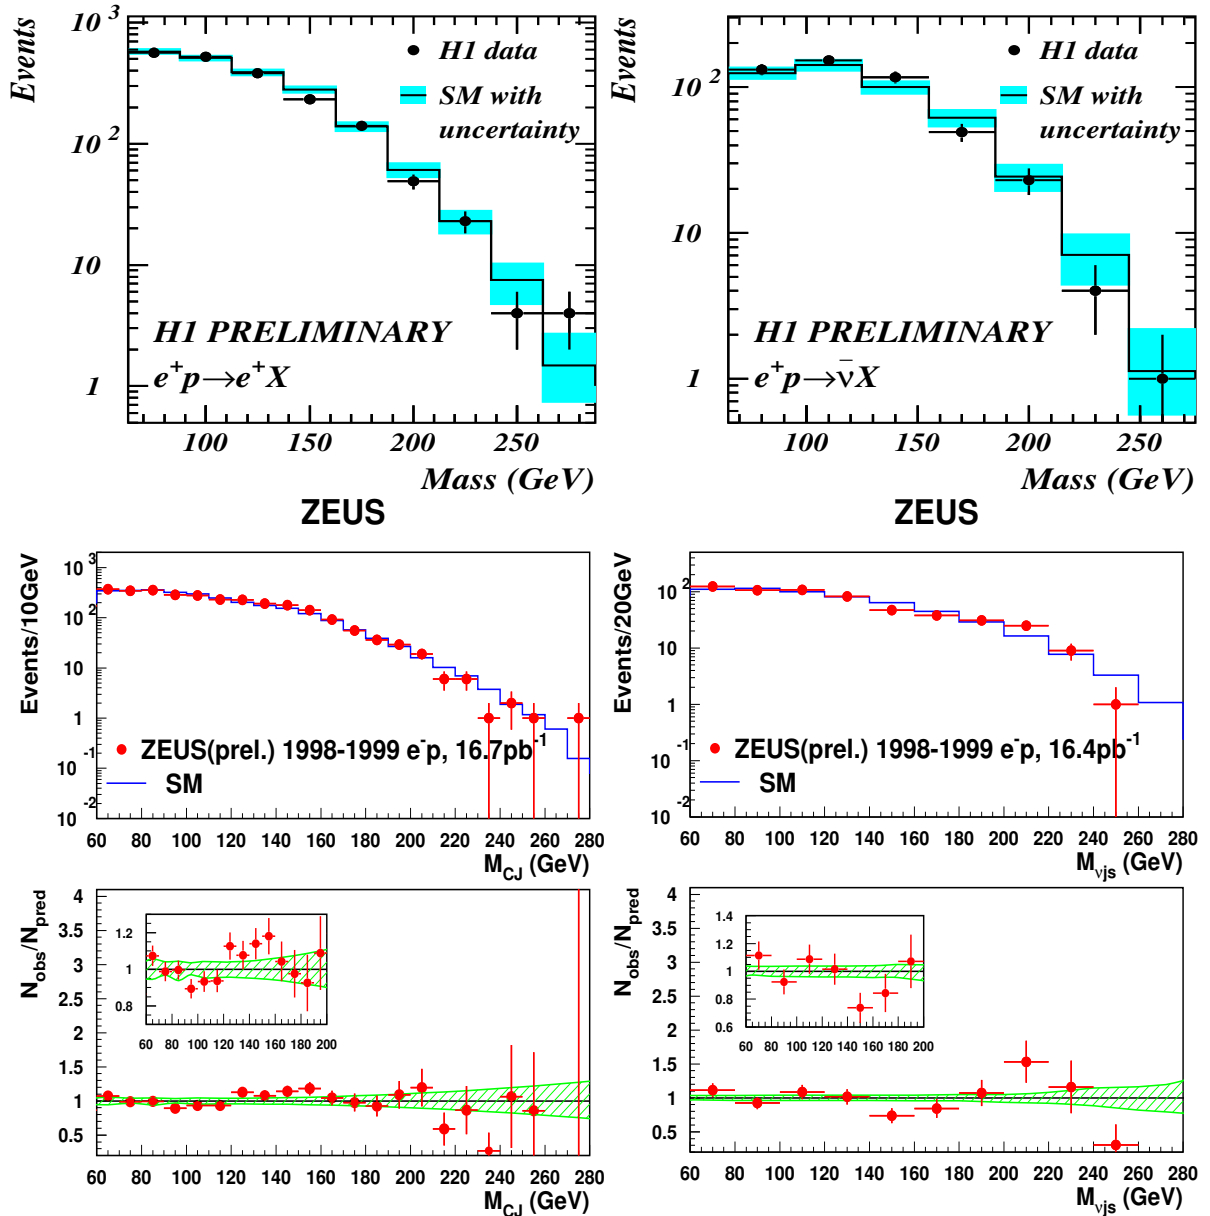 Events
10³
10²
10
1
H1 data
SM with
uncertainty
H1 PRELIMINARY
e⁺p→e⁺X
100 150 200 250
Mass (GeV)
Events
10²
10
1
H1 data
SM with
uncertainty
H1 PRELIMINARY
e⁺p→ν̄X
100 150 200 250
Mass (GeV)
ZEUS
Events/10GeV
10³
10²
10
1
10⁻¹
10⁻²
ZEUS(prel.) 1998-1999 e⁻p, 16.7pb⁻¹
SM
60 80 100 120 140 160 180 200 220 240 260 280
M_CJ (GeV)
ZEUS
Events/20GeV
10²
10
1
10⁻¹
10⁻²
ZEUS(prel.) 1998-1999 e⁻p, 16.4pb⁻¹
SM
60 80 100 120 140 160 180 200 220 240 260 280
M_νjs (GeV)
N_obs/N_pred
4
3.5
3
2.5
2
1.5
1
0.5
1.2
1
0.8
60 80 100 120 140 160 180 200
60 80 100 120 140 160 180 200 220 240 260 280
M_CJ (GeV)
N_obs/N_pred
4
3.5
3
2.5
2
1.5
1
0.5
1.4
1.2
1
0.8
0.6
60 80 100 120 140 160 180 200
60 80 100 120 140 160 180 200 220 240 260 280
M_νjs (GeV)